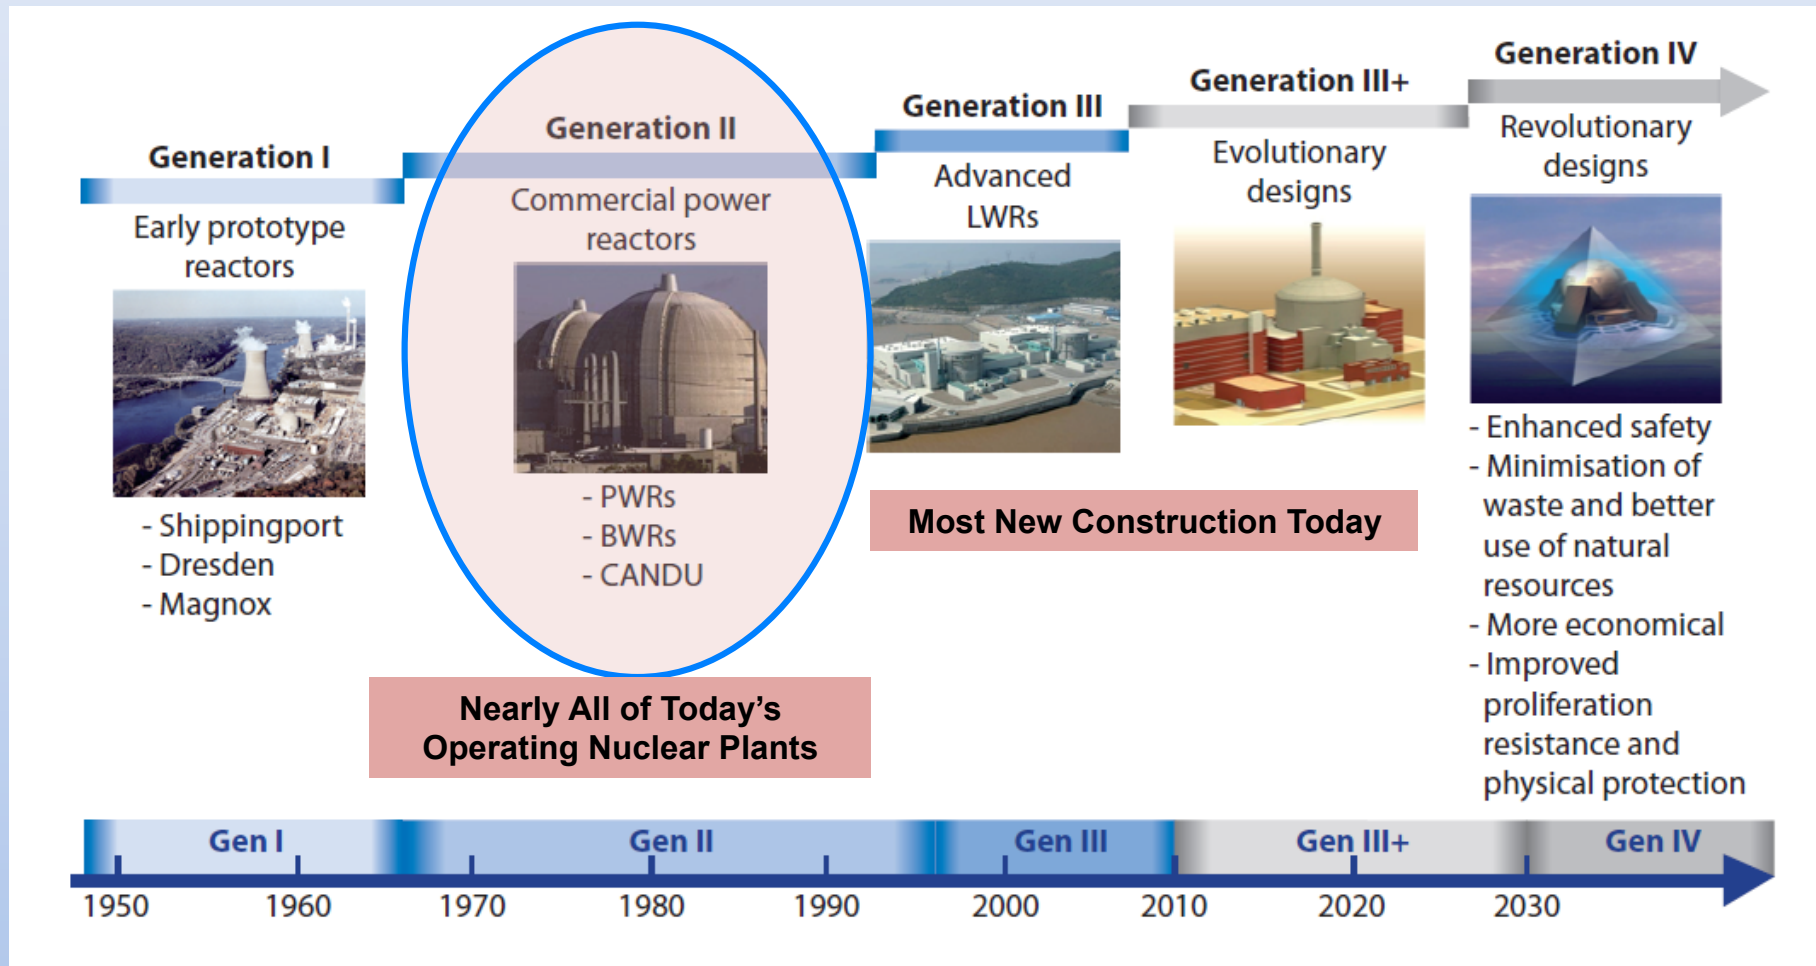 Generation I
Early prototype
reactors
- Shippingport
- Dresden
- Magnox
Generation II
Commercial power
reactors
- PWRs
- BWRs
- CANDU
Nearly All of Today’s
Operating Nuclear Plants
Generation III
Advanced
LWRs
Generation III+
Evolutionary
designs
Most New Construction Today
Generation IV
Revolutionary
designs
- Enhanced safety
- Minimisation of
waste and better
use of natural
resources
- More economical
- Improved
proliferation
resistance and
physical protection
Gen I
Gen II
Gen III
Gen III+
Gen IV
1950
1960
1970
1980
1990
2000
2010
2020
2030